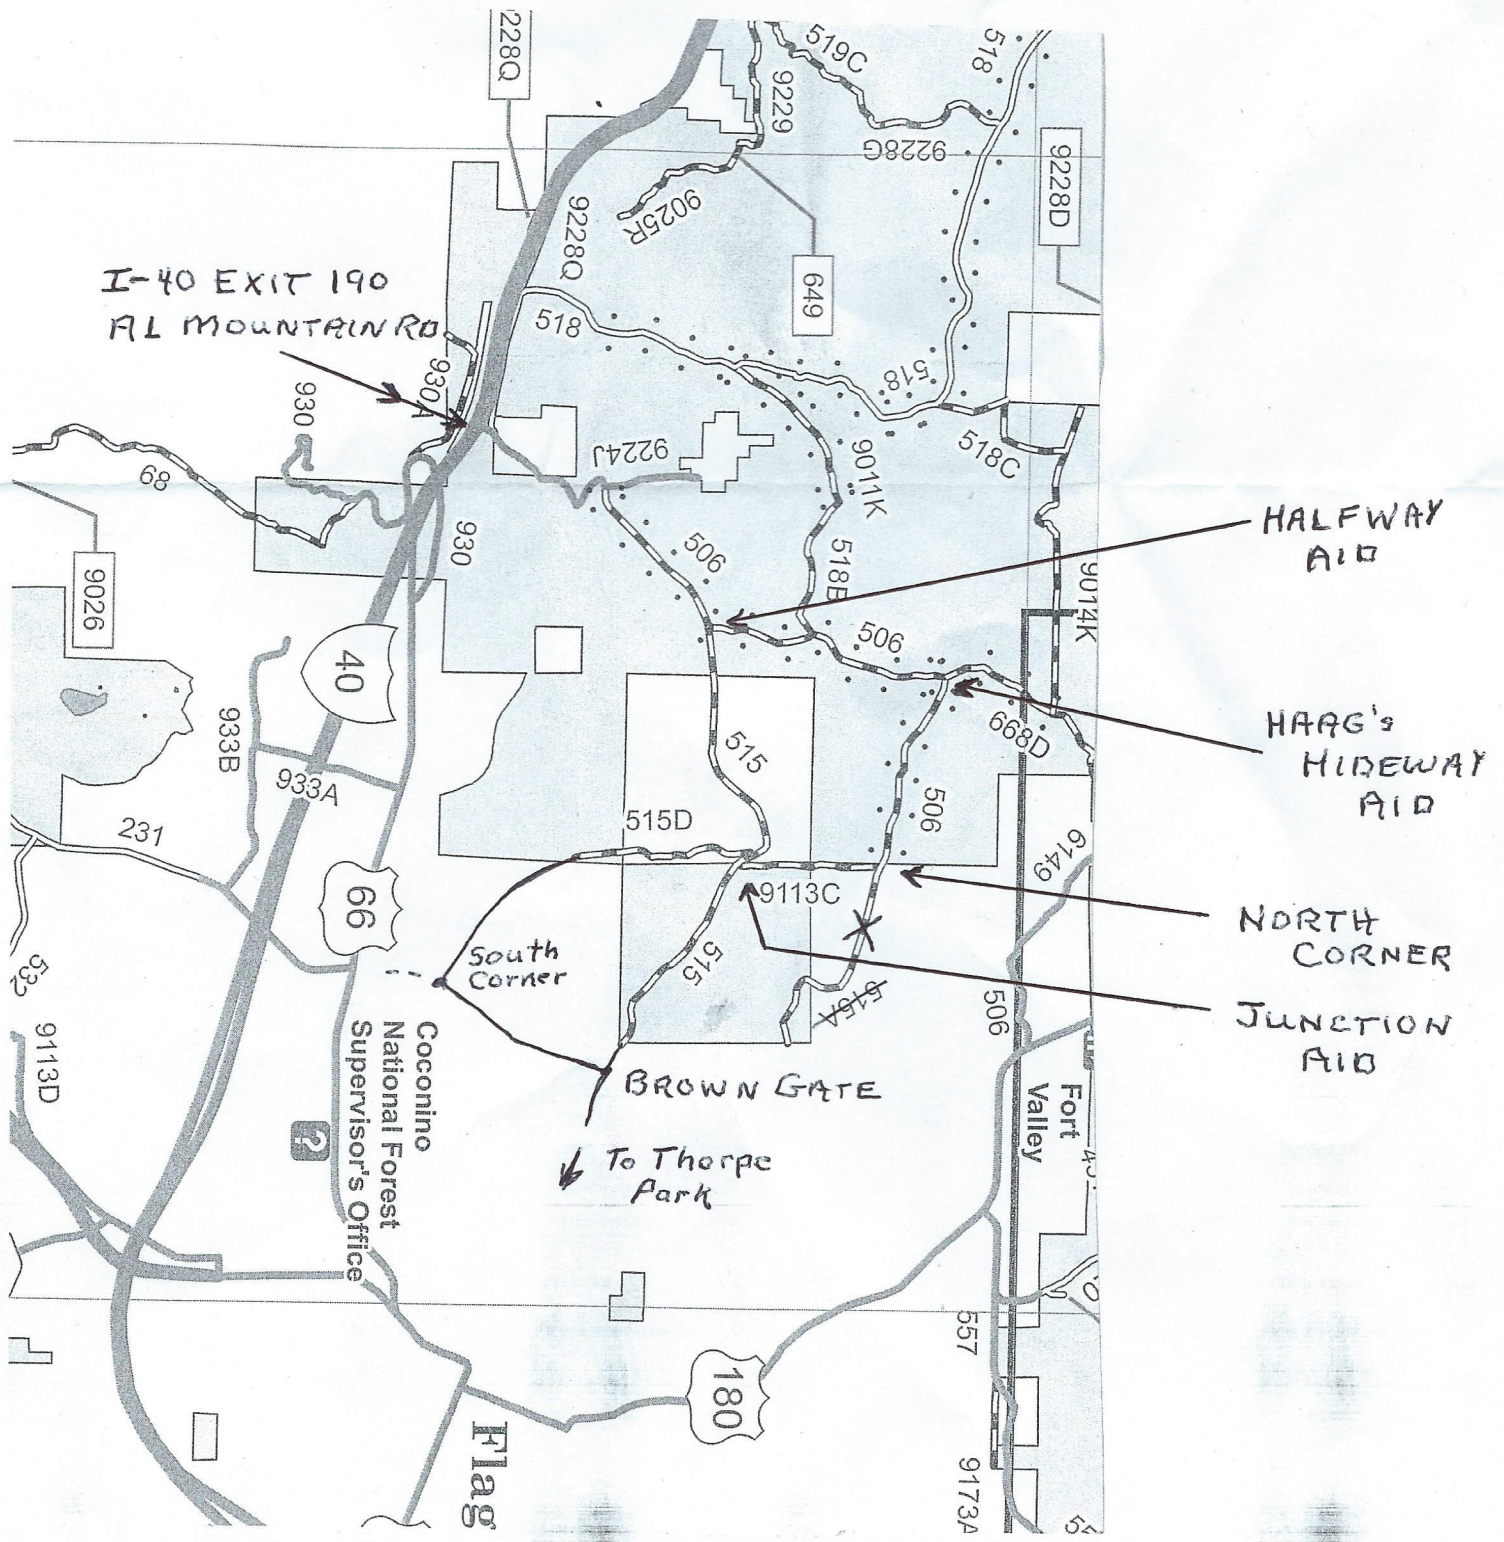 228Q
519C
518
9229
9228G
9228D
9025R
9228Q
649
I-40 EXIT 190
AL MOUNTAIN RD
518
518
930A
930
9224J
9011K
518C
68
HALFWAY
AID
930
506
518B
9014K
9026
506
40
HAAG'S
HIDEWAY
AID
933B
668D
515
933A
506
515D
231
6149
66
9113C
NORTH
CORNER
South
Corner
515
532
506
515A
JUNCTION
AID
9113D
Coconino
National Forest
Supervisor's Office
?
BROWN GATE
Fort
Valley
To Thorpe
Park
557
180
Flag
9173A